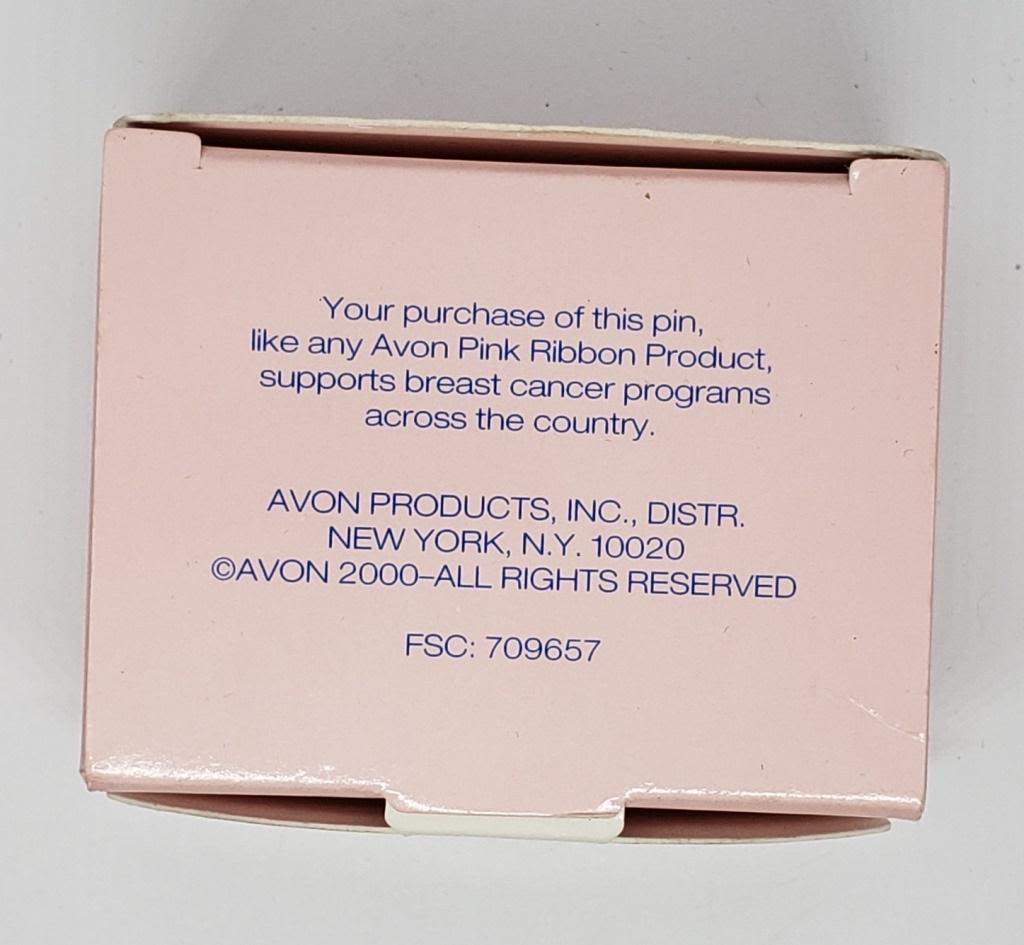 Your purchase of this pin,
like any Avon Pink Ribbon Product,
supports breast cancer programs
across the country.
AVON PRODUCTS, INC., DISTR.
NEW YORK, N.Y. 10020
©AVON 2000–ALL RIGHTS RESERVED
FSC: 709657